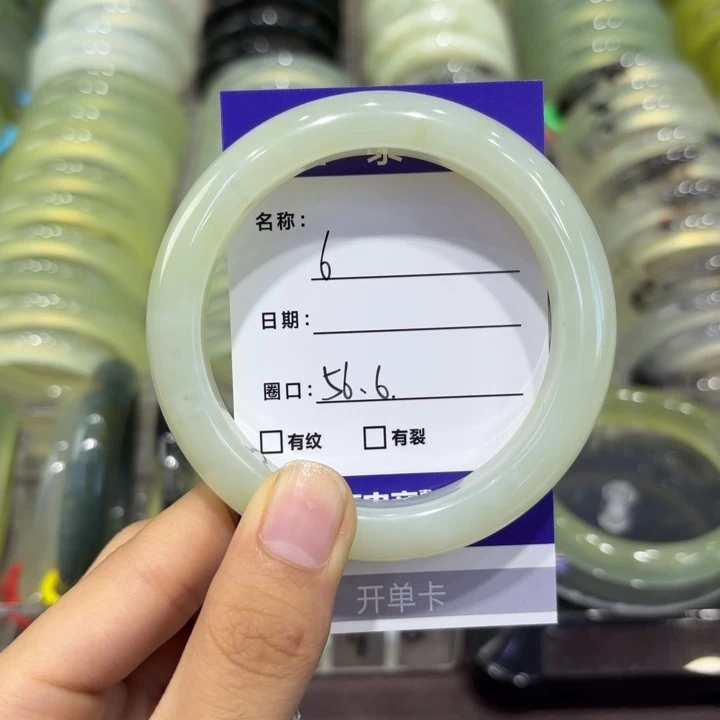 名称：
6
日期：
圈口：56.6.
□有纹 □有裂
开单卡